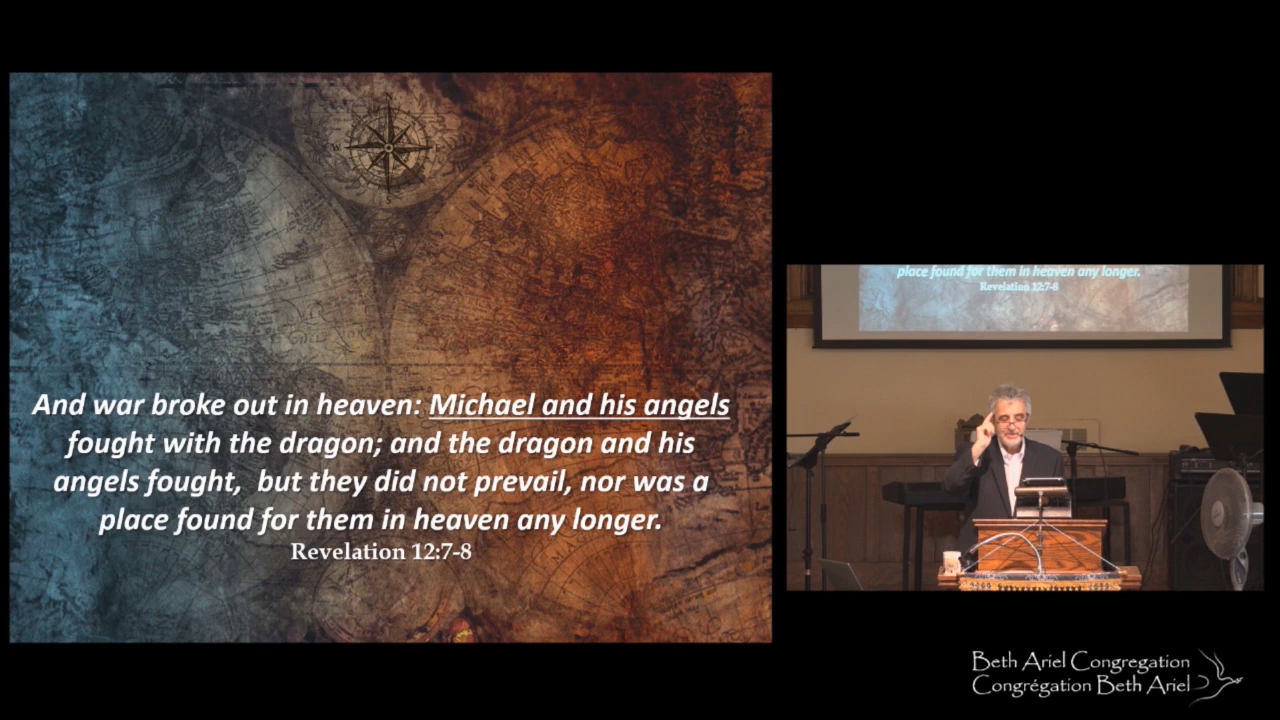 And war broke out in heaven: Michael and his angels
fought with the dragon; and the dragon and his
angels fought,  but they did not prevail, nor was a
place found for them in heaven any longer.
Revelation 12:7-8
place found for them in heaven any longer.
Revelation 12:7-8
Beth Ariel Congregation
Congrégation Beth Ariel